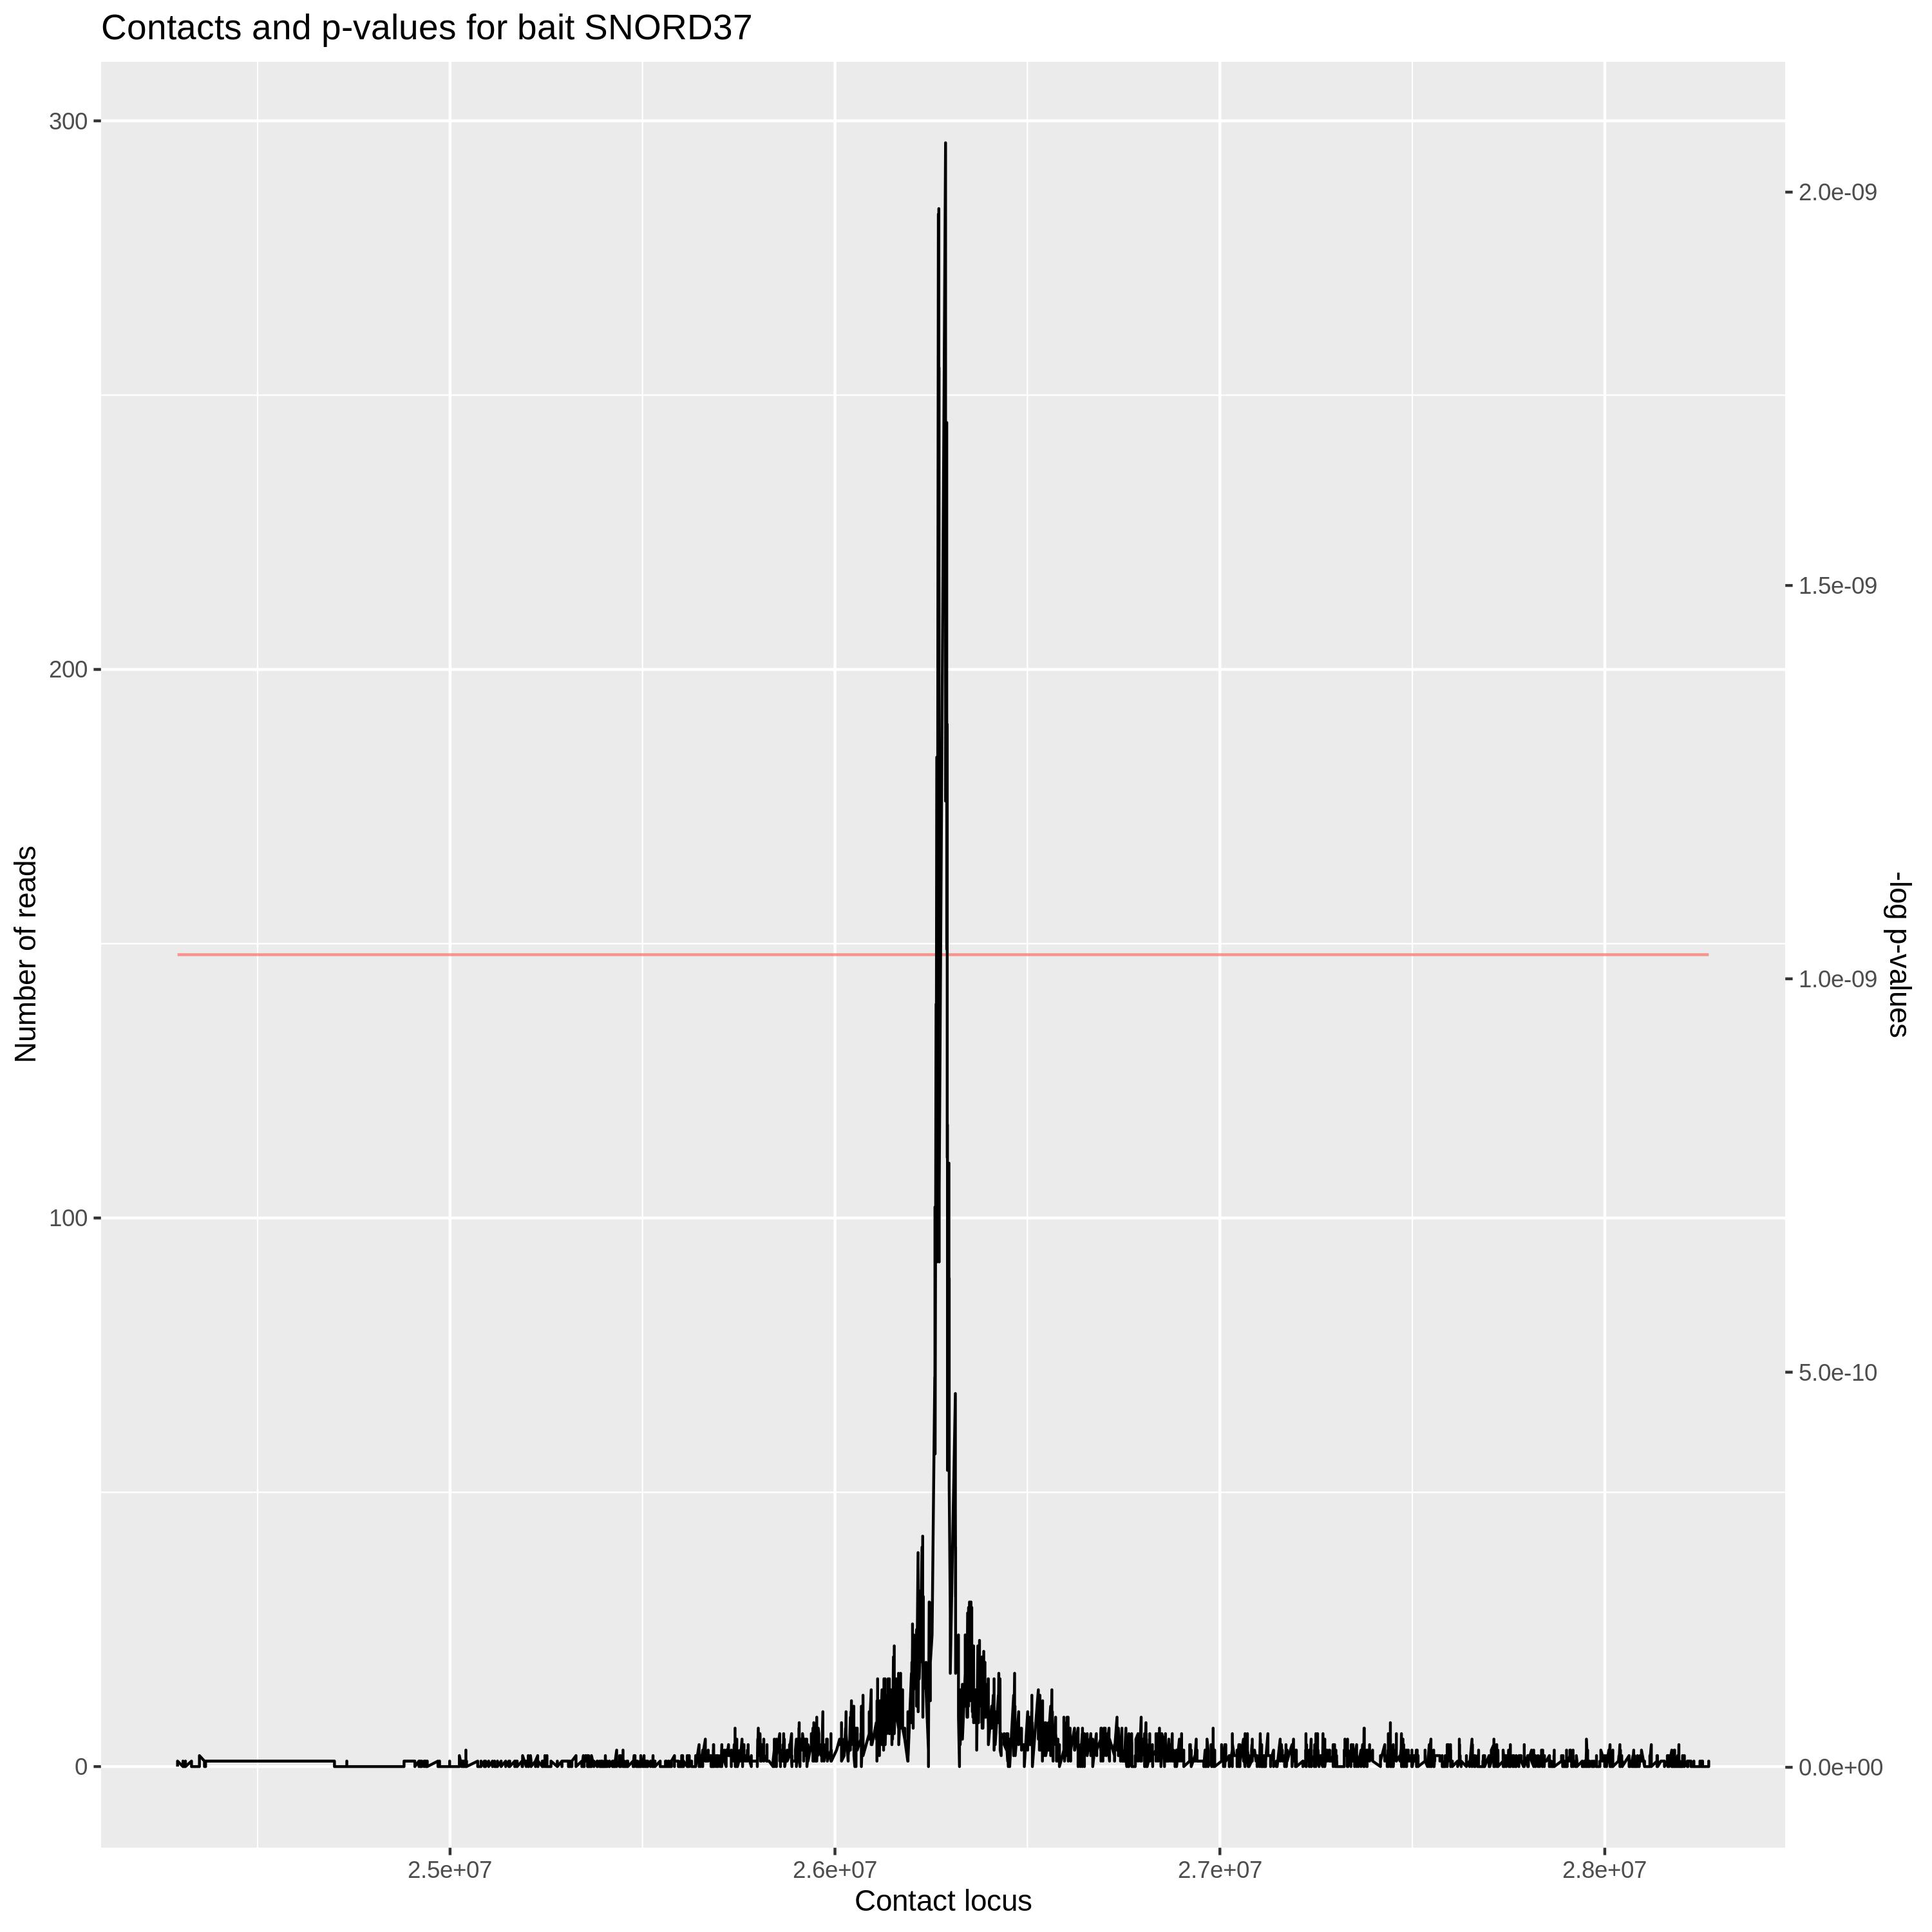 Contacts and p-values for bait SNORD37
300
200
100
0
Number of reads
2.0e-09
1.5e-09
1.0e-09
5.0e-10
0.0e+00
-log p-values
2.5e+07
2.6e+07
2.7e+07
2.8e+07
Contact locus